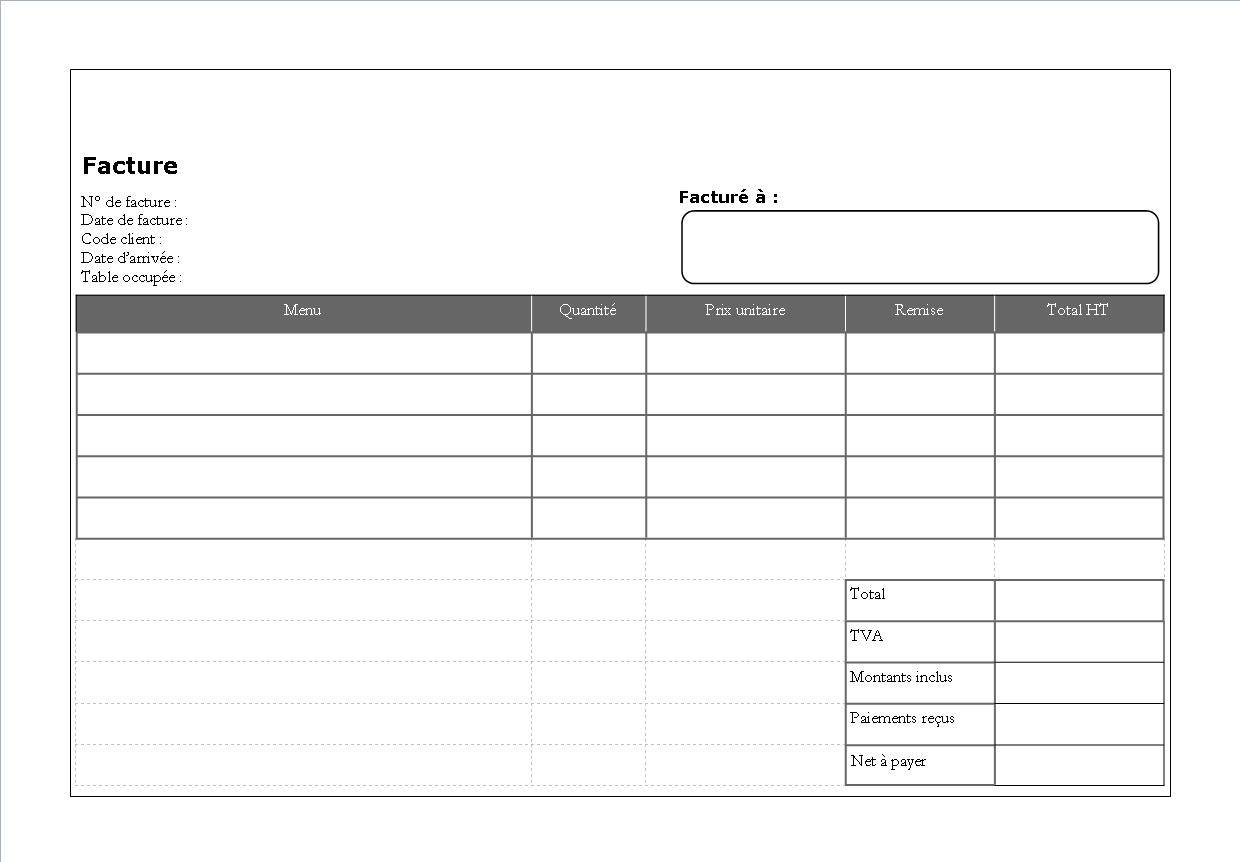 Facture
N° de facture :
Date de facture :
Code client :
Date d'arrivée :
Table occupée :
Facturé à :
Menu Quantité Prix unitaire Remise Total HT
Total
TVA
Montants inclus
Paiements reçus
Net à payer